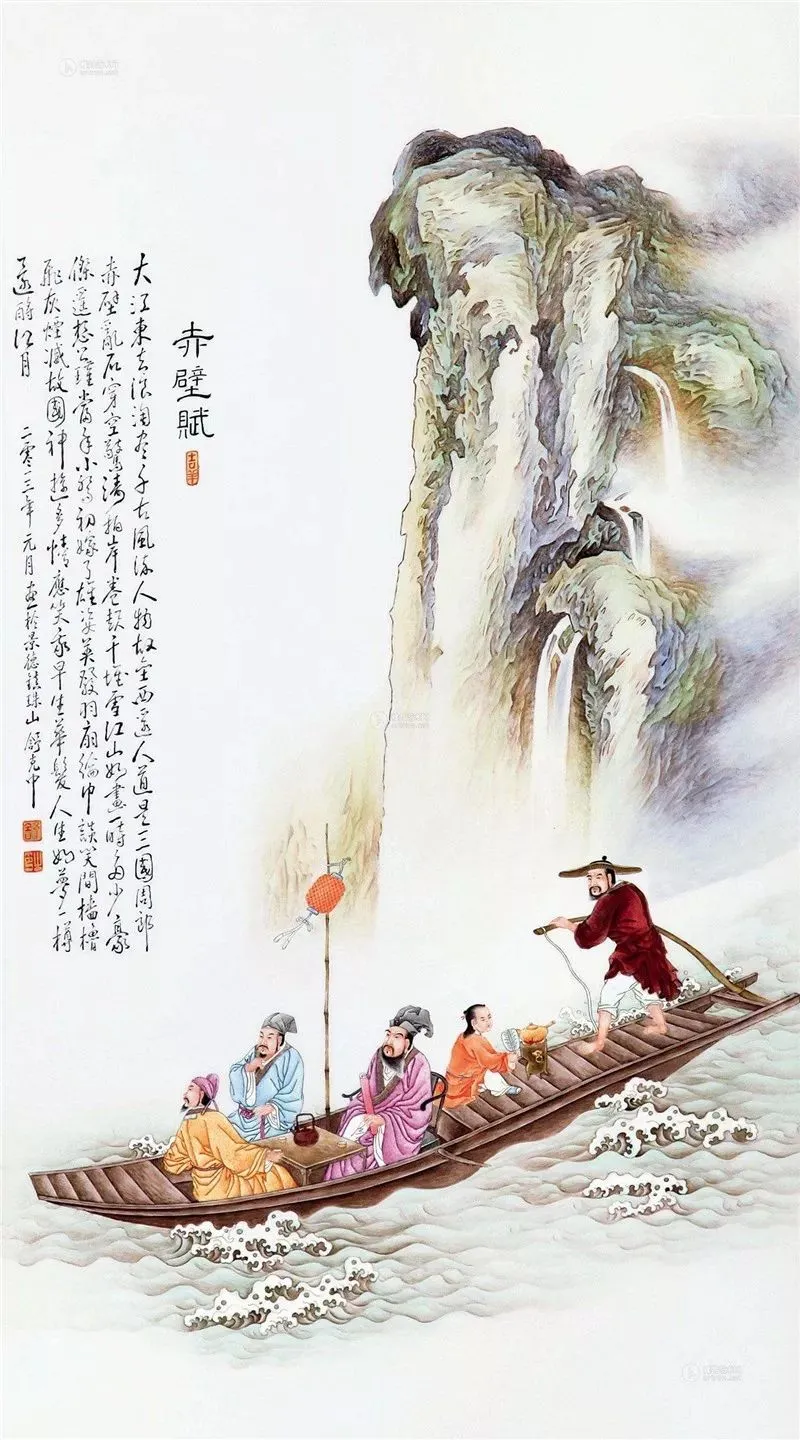 赤壁賦
吉羊
大江東去浪淘盡千古風流人物故壘西邊人道是三國周郎
赤壁亂石穿空驚濤拍岸卷起千堆雪江山如畫一時多少豪
傑遙想公瑾當年小喬初嫁了雄姿英發羽扇綸巾談笑間檣櫓
飛灰煙滅故國神遊多情應笑我早生華髮人生如夢一樽
還酹江月 二零三年元月畫於景德鎮珠山 舒克中